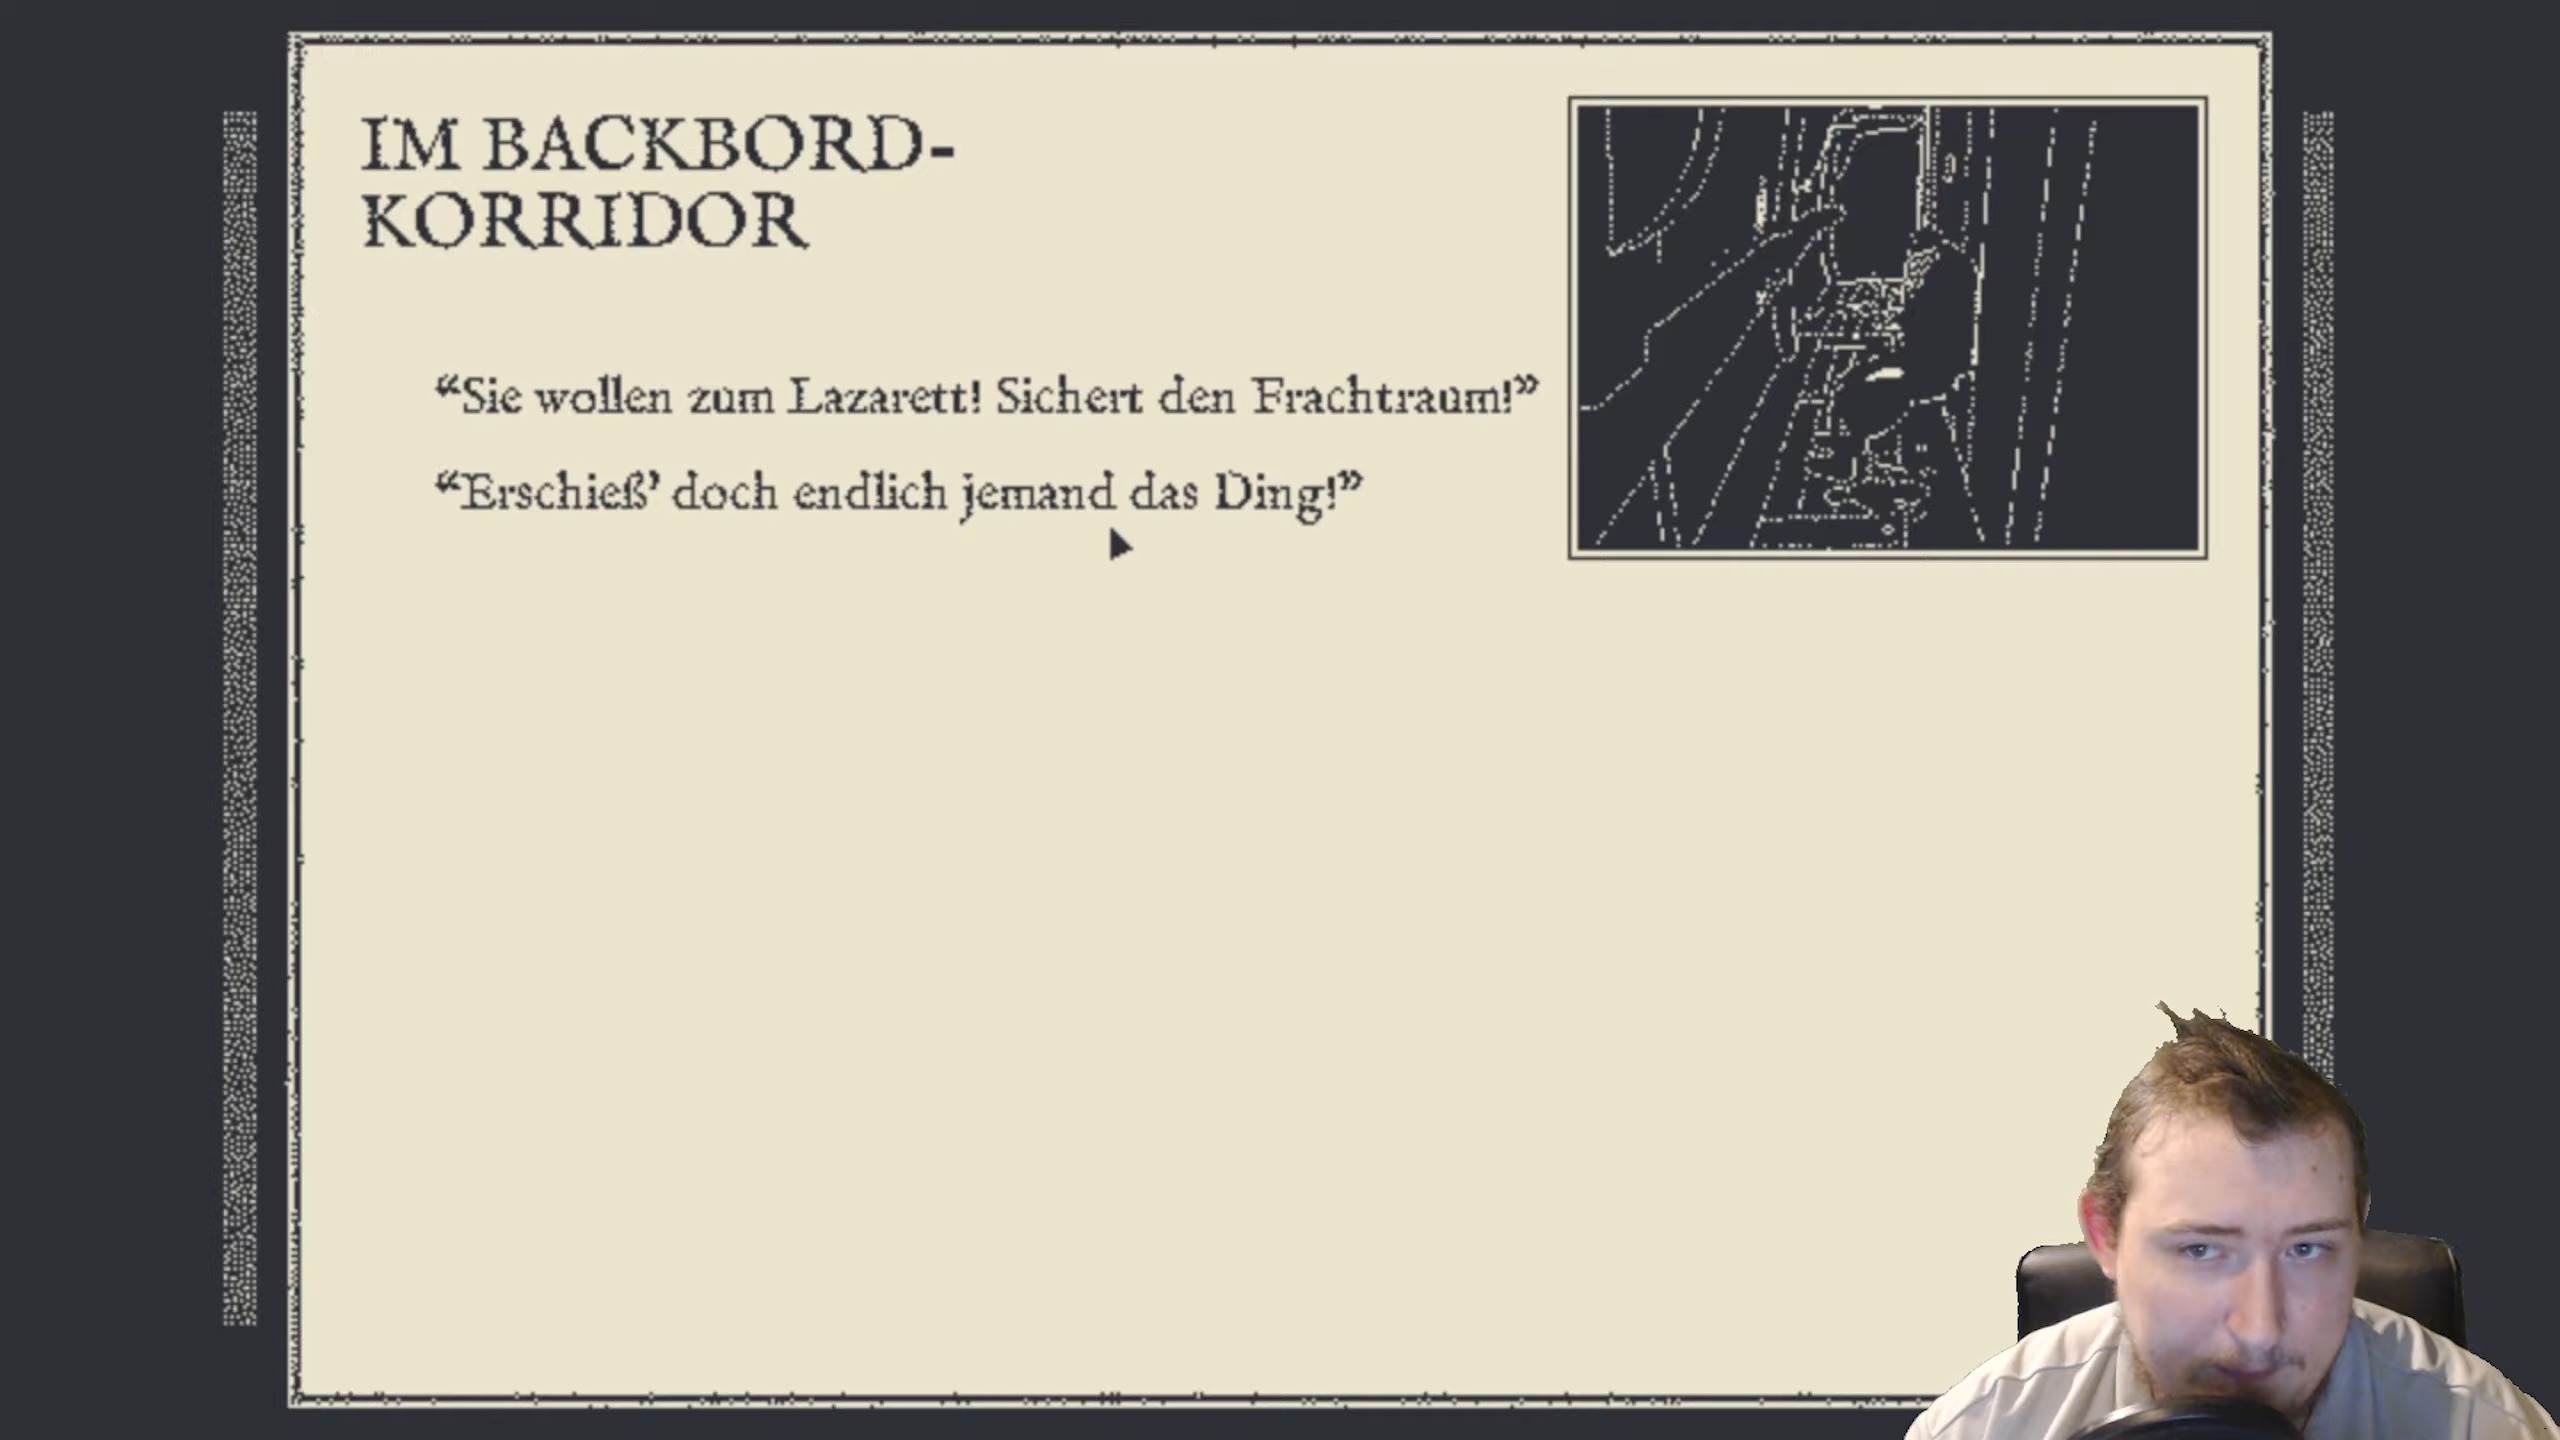 IM BACKBORD-
KORRIDOR
“Sie wollen zum Lazarett! Sichert den Frachtraum!”
“Erschieß’ doch endlich jemand das Ding!”